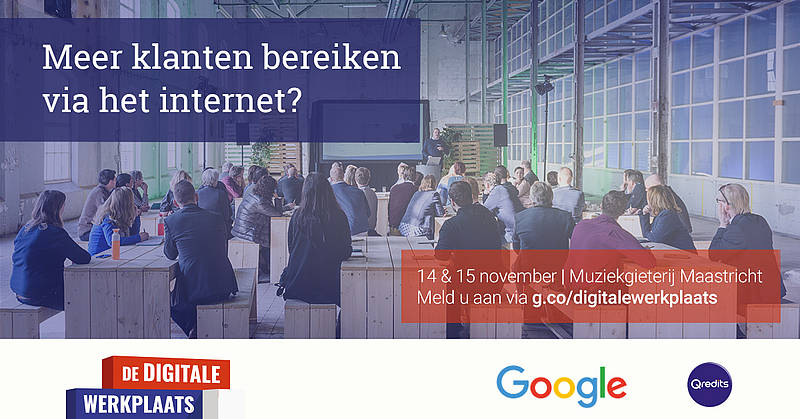 Meer klanten bereiken
via het internet?
14 & 15 november | Muziekgieterij Maastricht
Meld u aan via g.co/digitalewerkplaats
DE DIGITALE
WERKPLAATS
Google
Qredits